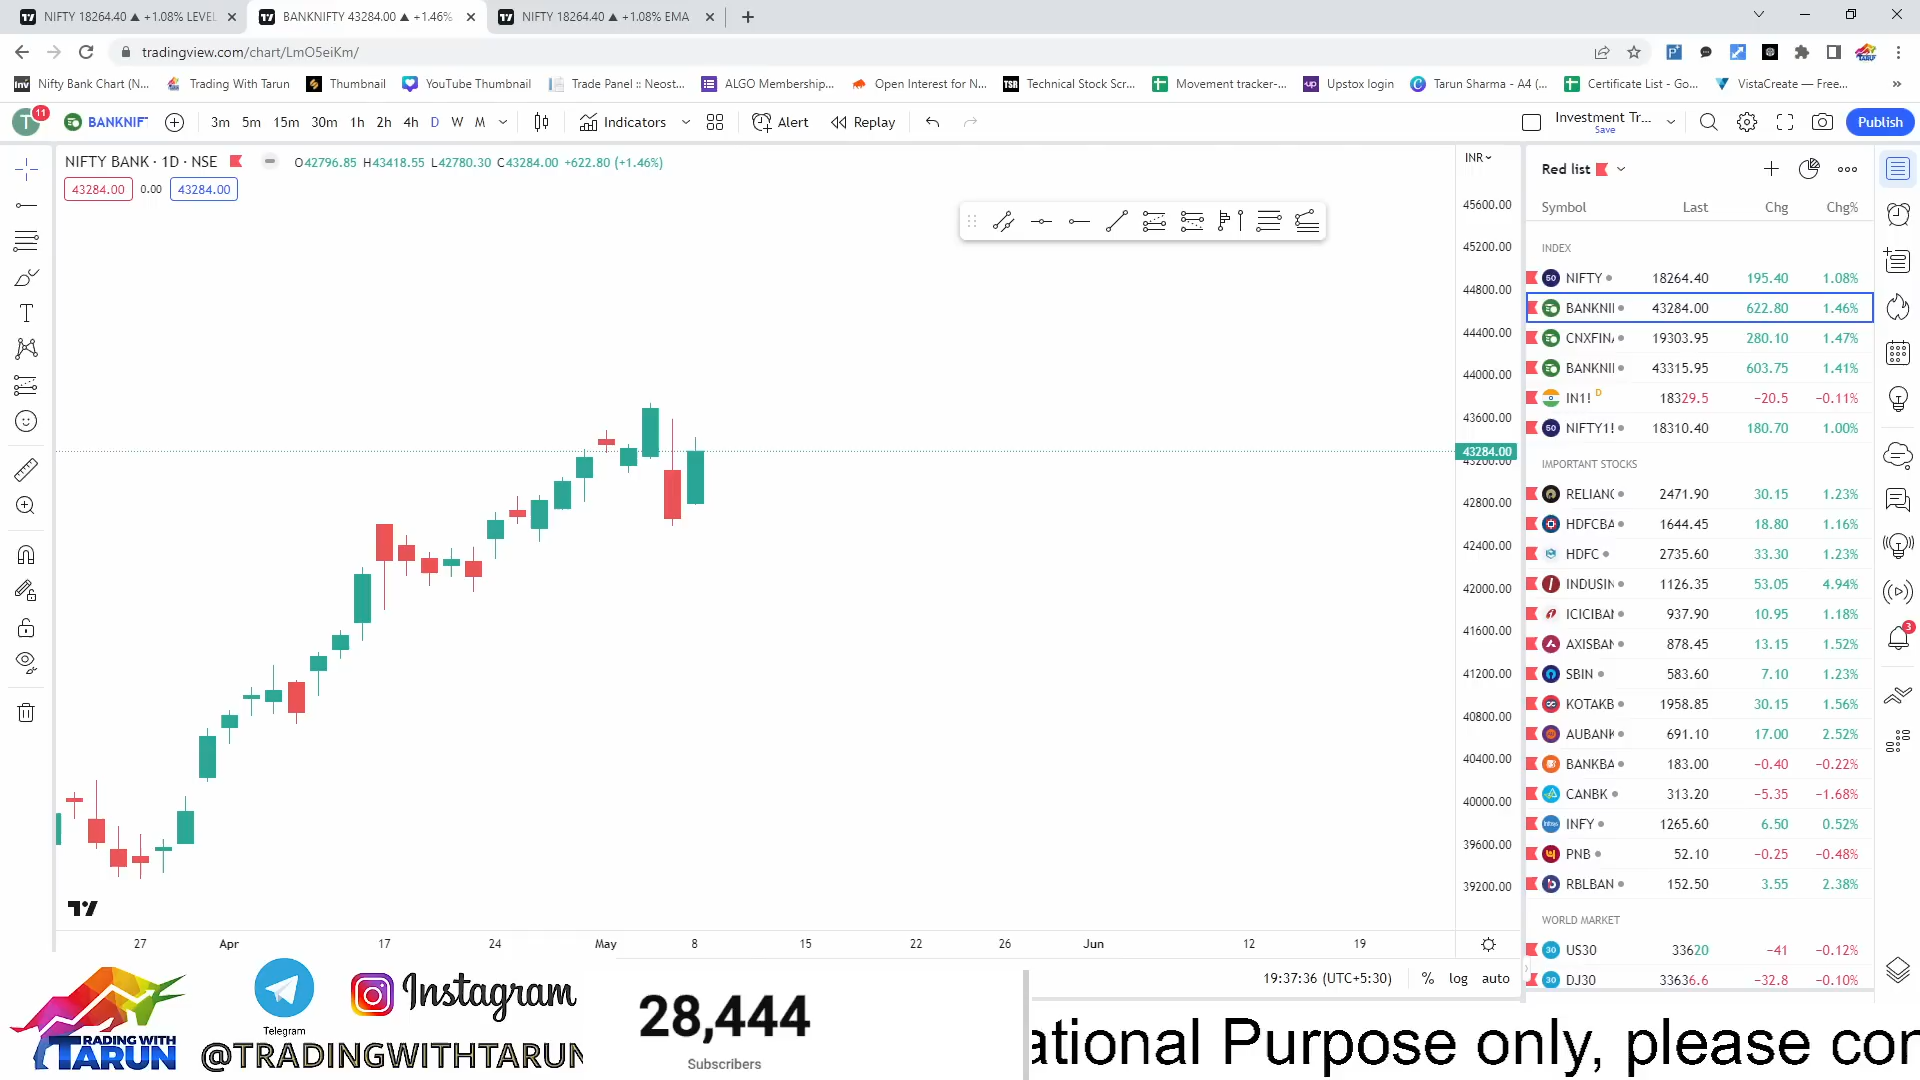 NIFTY 18264.40 ▲ +1.08% LEVEL
BANKNIFTY 43284.00 ▲ +1.46%
NIFTY 18264.40 ▲ +1.08% EMA
tradingview.com/chart/LmO5eiKm/
Inv Nifty Bank Chart (N...
Trading With Tarun
Thumbnail
YouTube Thumbnail
Trade Panel :: Neost...
ALGO Membership...
Open Interest for N...
TSR Technical Stock Scr...
Movement tracker-...
up Upstox login
Tarun Sharma - A4 (...
Certificate List - Go...
VistaCreate — Free...
T 11 BANKNIF
3m 5m 15m 30m 1h 2h 4h D W M
Indicators
Alert
Replay
Investment Tr...
Save
Publish
NIFTY BANK · 1D · NSE
O42796.85 H43418.55 L42780.30 C43284.00 +622.80 (+1.46%)
43284.00 0.00 43284.00
INR
45600.00
45200.00
44800.00
44400.00
44000.00
43600.00
43284.00
43200.00
42800.00
42400.00
42000.00
41600.00
41200.00
40800.00
40400.00
40000.00
39600.00
39200.00
27 Apr 17 24 May 8 15 22 26 Jun 12 19
19:37:36 (UTC+5:30) % log auto
Red list
Symbol Last Chg Chg%
INDEX
50 NIFTY 18264.40 195.40 1.08%
BANKNI 43284.00 622.80 1.46%
CNXFIN 19303.95 280.10 1.47%
BANKNI 43315.95 603.75 1.41%
IN1! D 18329.5 −20.5 −0.11%
50 NIFTY1! 18310.40 180.70 1.00%
IMPORTANT STOCKS
RELIANC 2471.90 30.15 1.23%
HDFCBA 1644.45 18.80 1.16%
HDFC 2735.60 33.30 1.23%
INDUSIN 1126.35 53.05 4.94%
ICICIBAN 937.90 10.95 1.18%
AXISBAN 878.45 13.15 1.52%
SBIN 583.60 7.10 1.23%
KOTAKB 1958.85 30.15 1.56%
AUBANK 691.10 17.00 2.52%
BANKBA 183.00 −0.40 −0.22%
CANBK 313.20 −5.35 −1.68%
INFY 1265.60 6.50 0.52%
PNB 52.10 −0.25 −0.48%
RBLBAN 152.50 3.55 2.38%
WORLD MARKET
30 US30 33620 −41 −0.12%
30 DJ30 33636.6 −32.8 −0.10%
3
TRADING WITH
TARUN
Telegram
Instagram
@TRADINGWITHTARUN
28,444
Subscribers
ational Purpose only, please con